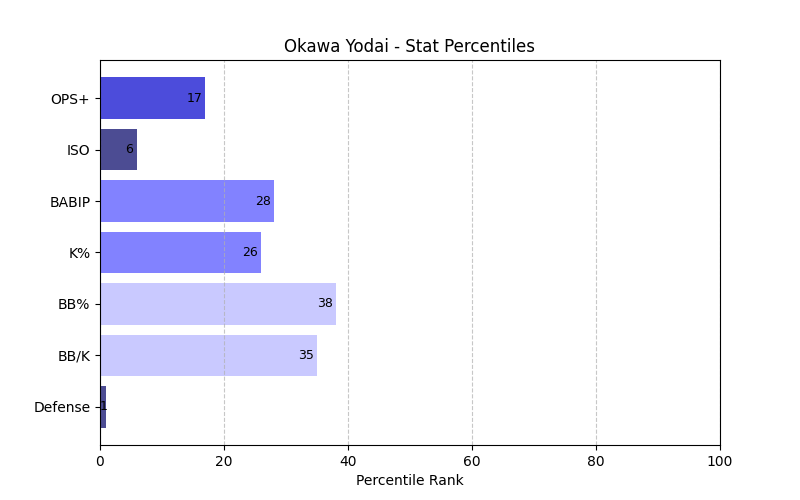 Okawa Yodai - Stat Percentiles
OPS+ 17
ISO 6
BABIP 28
K% 26
BB% 38
BB/K 35
Defense 1
0 20 40 60 80 100
Percentile Rank